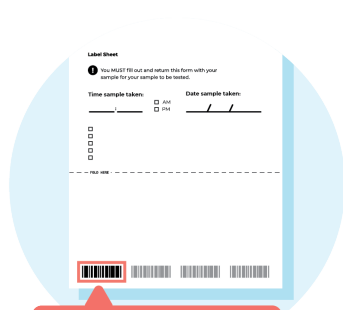 Label Sheet
! You MUST fill out and return this form with your
sample for your sample to be tested.
Time sample taken: Date sample taken:
: AM / /
PM
FOLD HERE